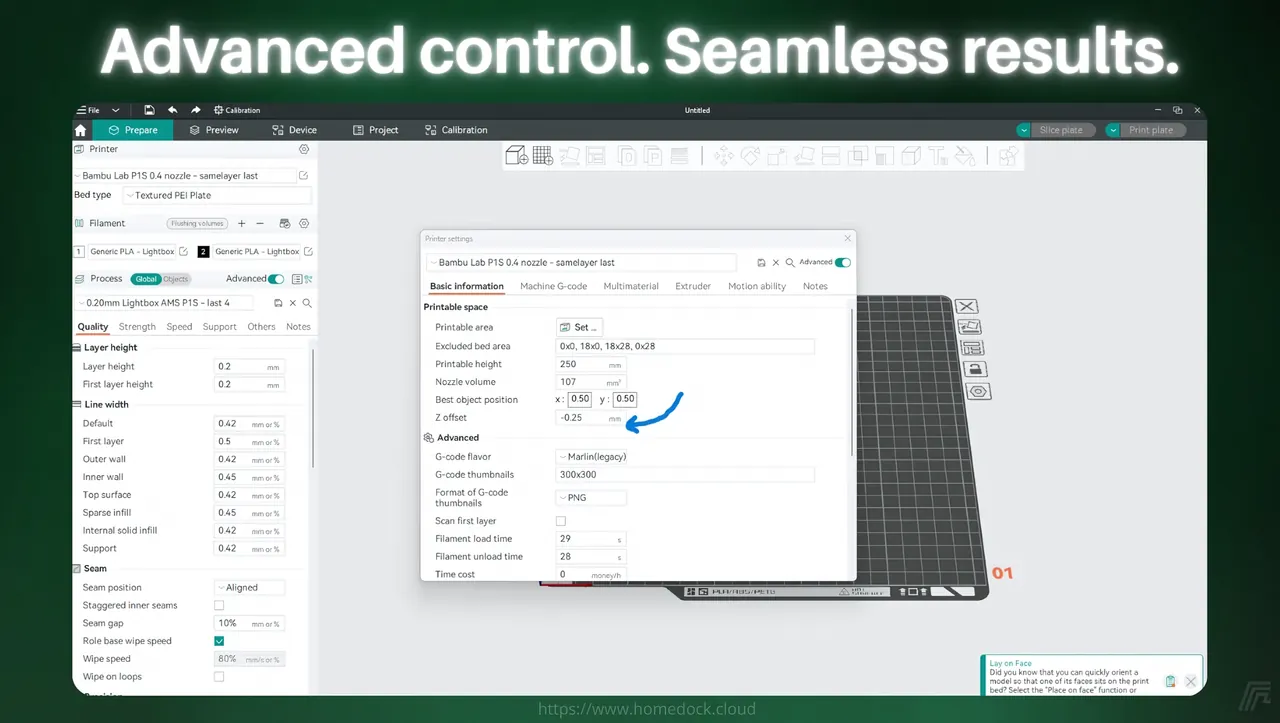 Advanced control. Seamless results.
File
Calibration
Untitled
Prepare
Preview
Device
Project
Calibration
Slice plate
Print plate
Printer
Bambu Lab P1S 0.4 nozzle - samelayer last
Bed type
Textured PEI Plate
Filament
Flushing volumes
1
Generic PLA - Lightbox
2
Generic PLA - Lightbox
Process
Global
Objects
Advanced
0.20mm Lightbox AMS P1S - last 4
Quality
Strength
Speed
Support
Others
Notes
Layer height
Layer height 0.2 mm
First layer height 0.2 mm
Line width
Default 0.42 mm or %
First layer 0.5 mm or %
Outer wall 0.42 mm or %
Inner wall 0.45 mm or %
Top surface 0.42 mm or %
Sparse infill 0.45 mm or %
Internal solid infill 0.42 mm or %
Support 0.42 mm or %
Seam
Seam position Aligned
Staggered inner seams
Seam gap 10% mm or %
Role base wipe speed
Wipe speed 80% mm/s or %
Wipe on loops
Printer settings
Bambu Lab P1S 0.4 nozzle - samelayer last
Advanced
Basic information
Machine G-code
Multimaterial
Extruder
Motion ability
Notes
Printable space
Printable area Set ...
Excluded bed area 0x0, 18x0, 18x28, 0x28
Printable height 250 mm
Nozzle volume 107 mm³
Best object position x : 0.50 y : 0.50
Z offset -0.25 mm
Advanced
G-code flavor Marlin(legacy)
G-code thumbnails 300x300
Format of G-code
thumbnails
PNG
Scan first layer
Filament load time 29 s
Filament unload time 28 s
Time cost 0 money/h
01
PLA/ABS/PETG
Lay on Face
Did you know that you can quickly orient a
model so that one of its faces sits on the print
bed? Select the "Place on face" function or
https://www.homedock.cloud